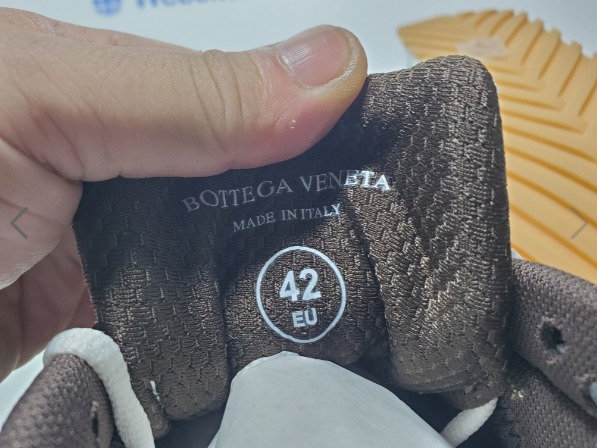 BOTTEGA VENETA
MADE IN ITALY
42
EU